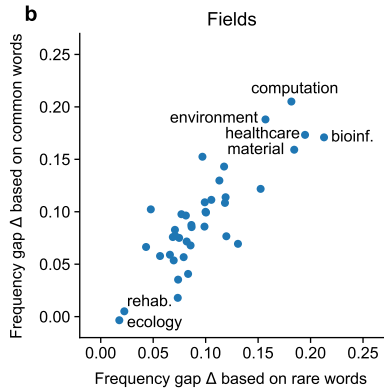 b
Fields
Frequency gap Δ based on common words
0.25
0.20
0.15
0.10
0.05
0.00
computation
environment
healthcare
bioinf.
material
rehab.
ecology
0.00 0.05 0.10 0.15 0.20 0.25
Frequency gap Δ based on rare words